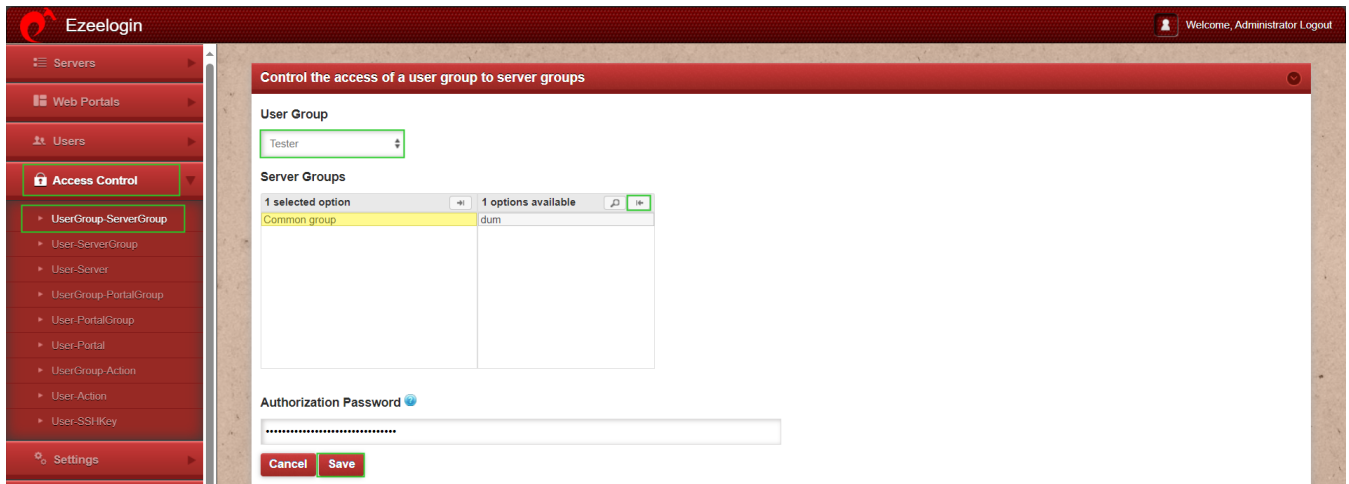 Ezeelogin
Welcome, Administrator Logout
Servers
Web Portals
Users
Access Control
UserGroup-ServerGroup
User-ServerGroup
User-Server
UserGroup-PortalGroup
User-PortalGroup
User-Portal
UserGroup-Action
User-Action
User-SSHKey
Settings
Control the access of a user group to server groups
User Group
Tester
Server Groups
1 selected option
1 options available
Common group
dum
Authorization Password
••••••••••••••••••••••••••••••••
Cancel
Save